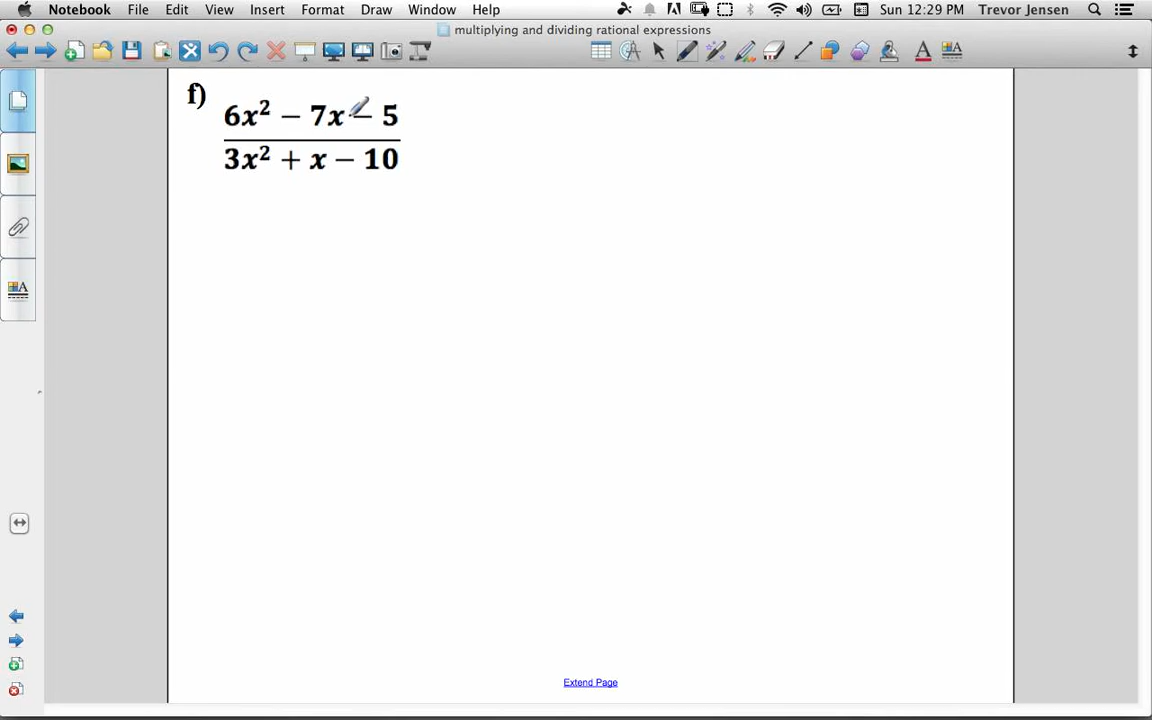 Notebook File Edit View Insert Format Draw Window Help Sun 12:29 PM Trevor Jensen
multiplying and dividing rational expressions
f)
6x² − 7x − 5
3x² + x − 10
Extend Page